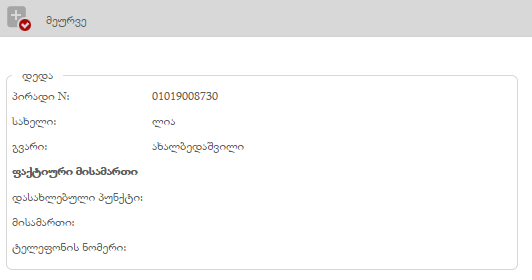 მეურვე
დედა
პირადი N: 01019008730
სახელი: ლია
გვარი: ახალბედაშვილი
ფაქტიური მისამართი
დასახლებული პუნქტი:
მისამართი:
ტელეფონის ნომერი: